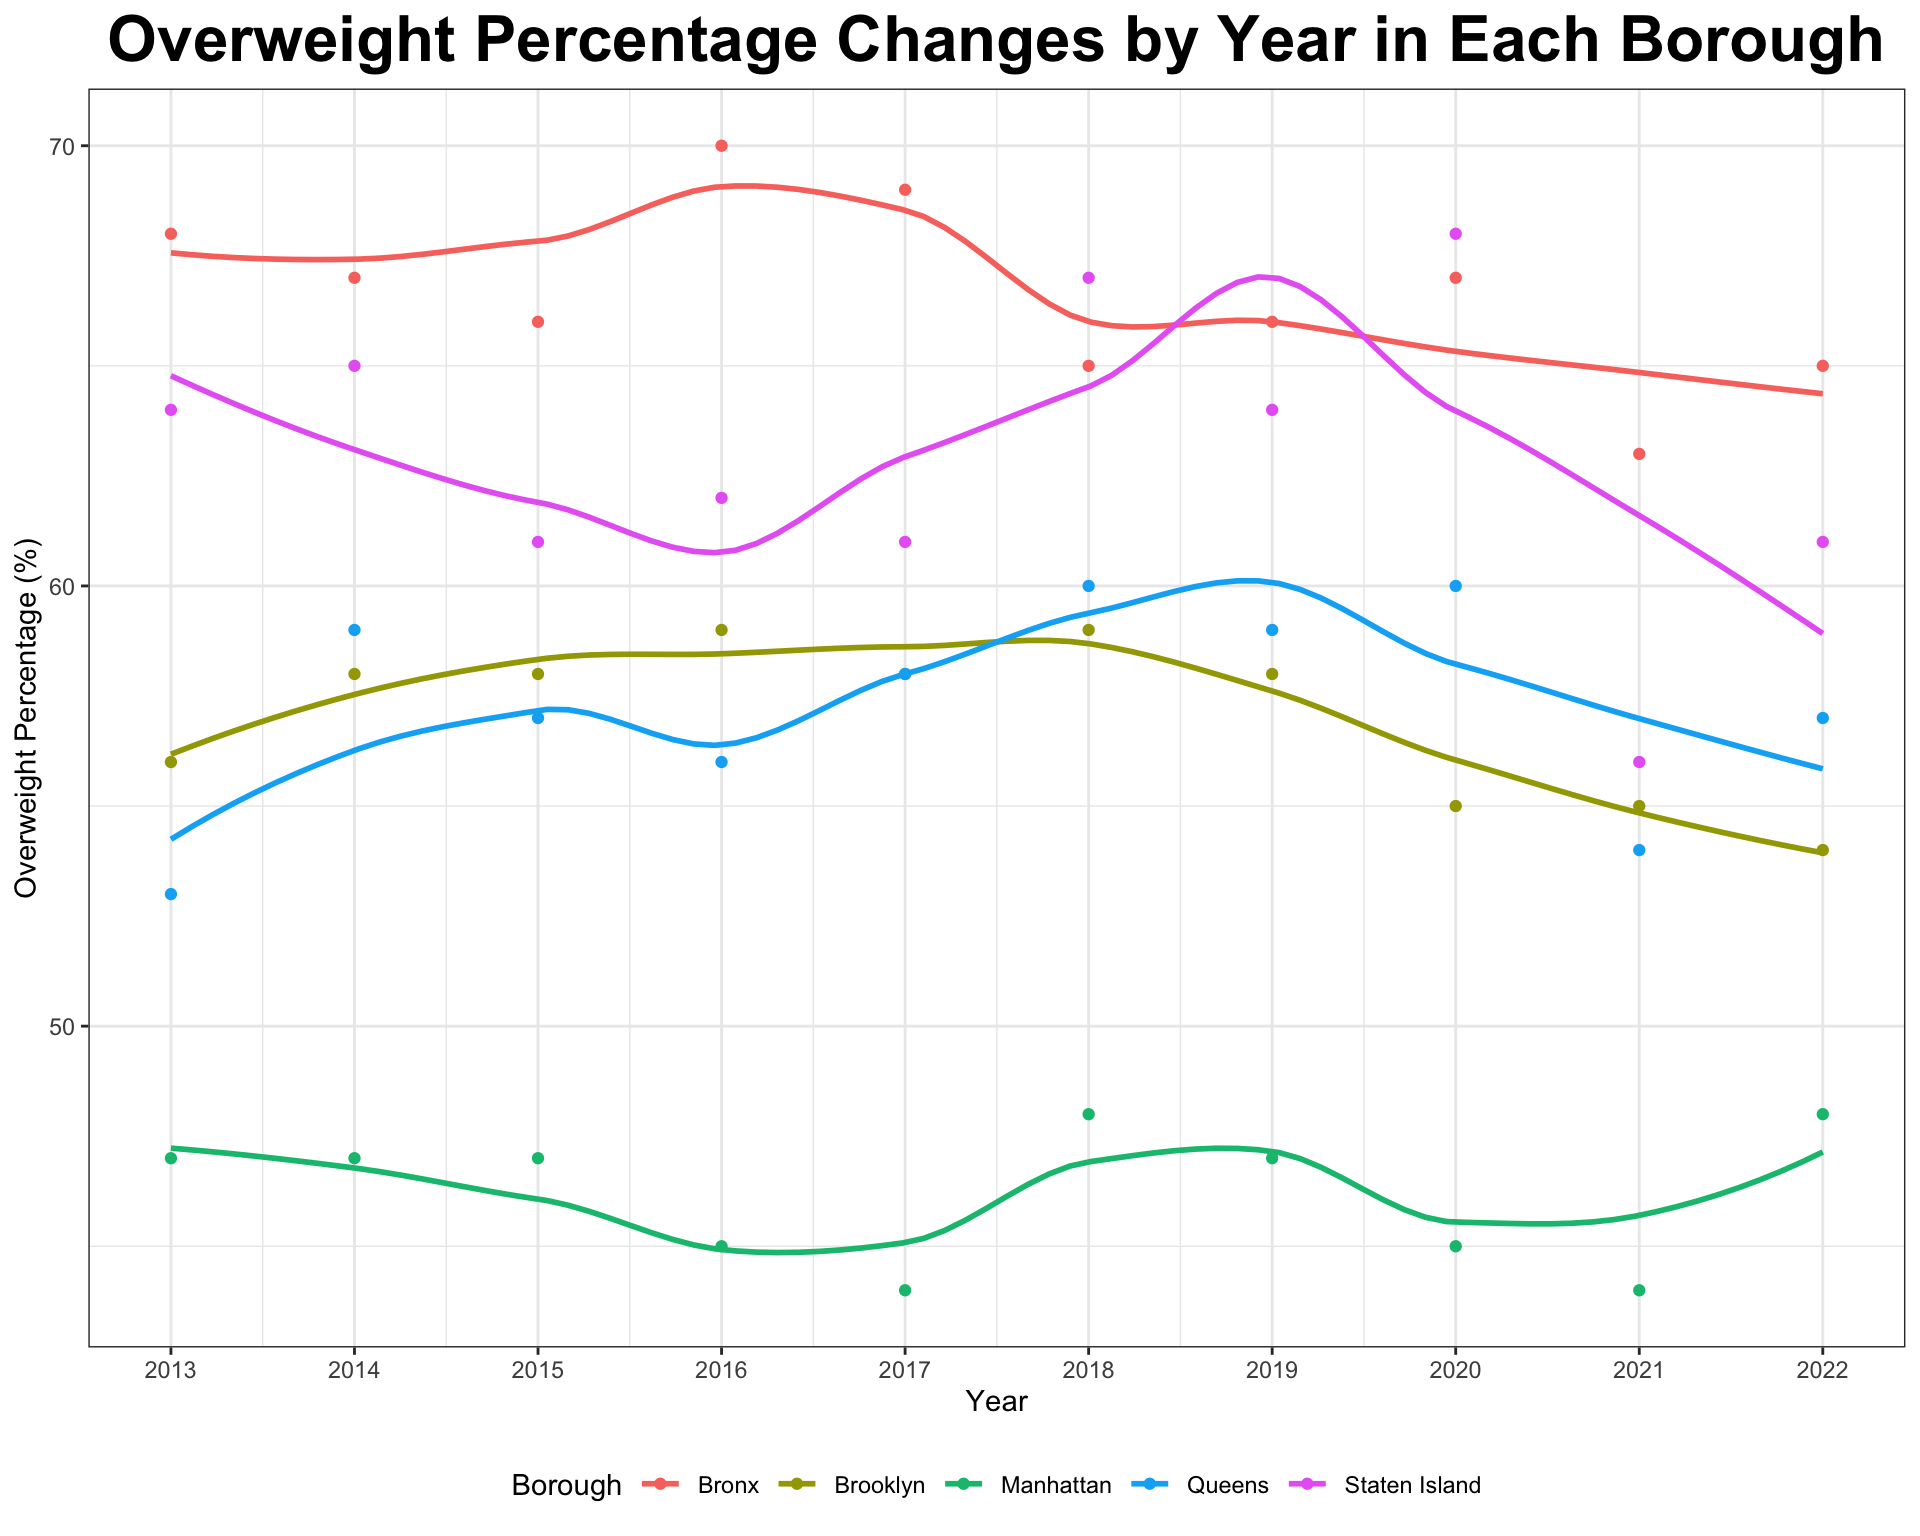 Overweight Percentage Changes by Year in Each Borough
Overweight Percentage (%)
70
60
50
2013 2014 2015 2016 2017 2018 2019 2020 2021 2022
Year
Borough Bronx Brooklyn Manhattan Queens Staten Island